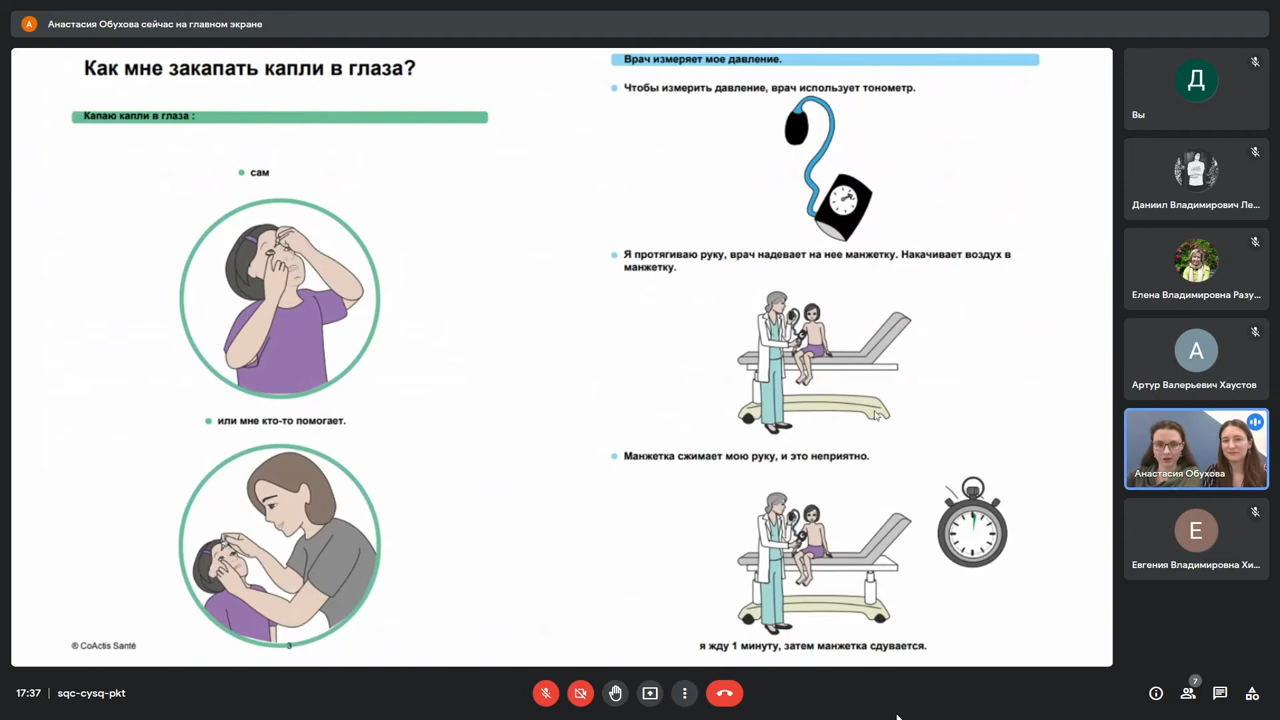 А
Анастасия Обухова сейчас на главном экране
Как мне закапать капли в глаза?
Капаю капли в глаза :
сам
или мне кто-то помогает.
® CoActis Santé
3
Врач измеряет мое давление.
Чтобы измерить давление, врач использует тонометр.
Я протягиваю руку, врач надевает на нее манжетку. Накачивает воздух в
манжетку.
Манжетка сжимает мою руку, и это неприятно.
я жду 1 минуту, затем манжетка сдувается.
Д
Вы
Даниил Владимирович Ле...
Елена Владимировна Разу...
А
Артур Валерьевич Хаустов
Анастасия Обухова
Е
Евгения Владимировна Хи...
17:37 | sqc-cysq-pkt
7